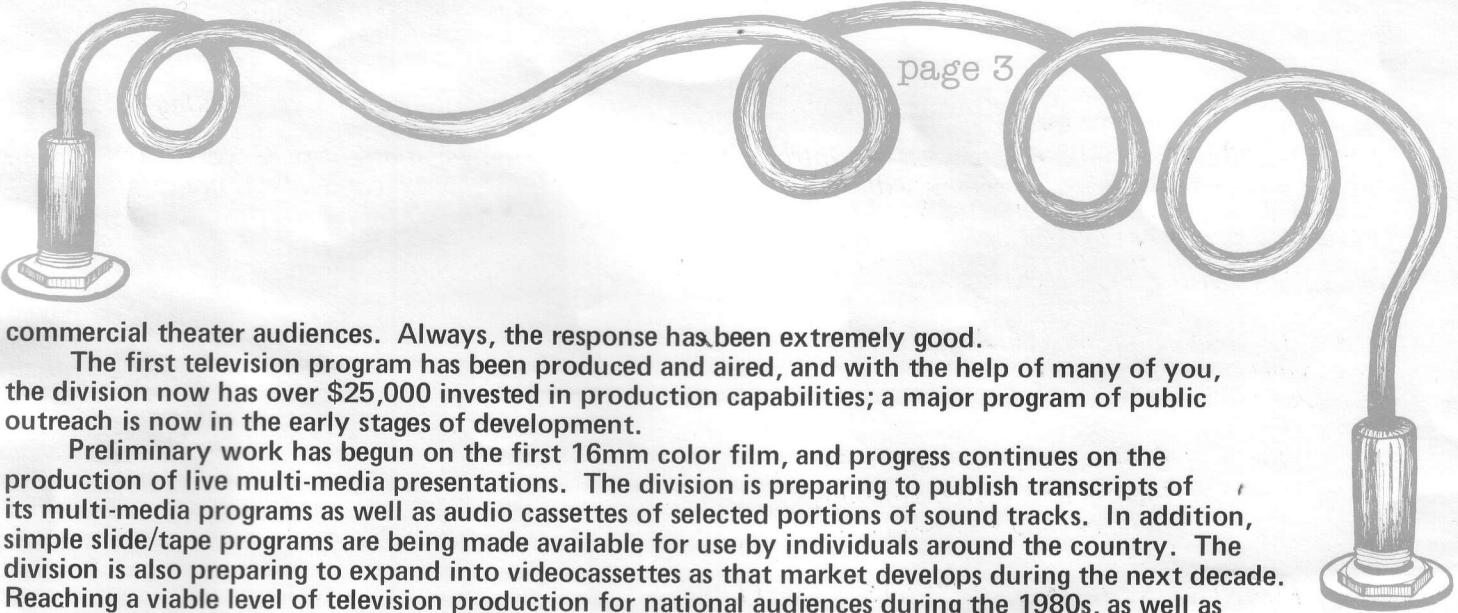 page 3
commercial theater audiences. Always, the response has been extremely good.
The first television program has been produced and aired, and with the help of many of you,
the division now has over $25,000 invested in production capabilities; a major program of public
outreach is now in the early stages of development.
Preliminary work has begun on the first 16mm color film, and progress continues on the
production of live multi-media presentations. The division is preparing to publish transcripts of
its multi-media programs as well as audio cassettes of selected portions of sound tracks. In addition,
simple slide/tape programs are being made available for use by individuals around the country. The
division is also preparing to expand into videocassettes as that market develops during the next decade.
Reaching a viable level of television production for national audiences during the 1980s, as well as